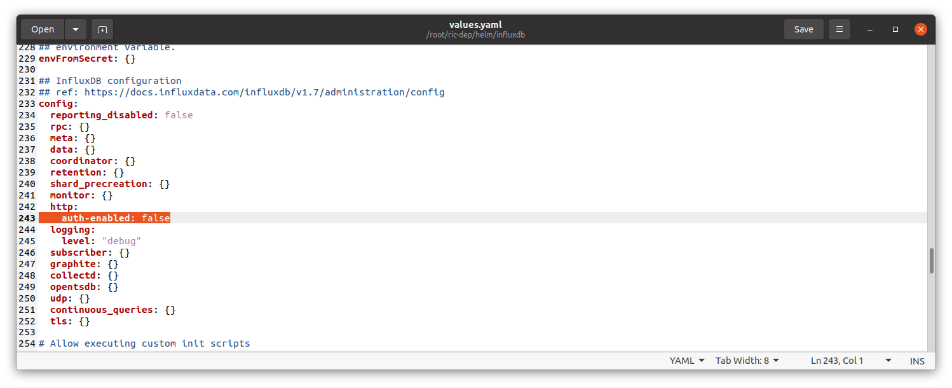 Open
values.yaml
/root/ric-dep/helm/influxdb
Save
228 ## environment variable.
229 envFromSecret: {}
230
231 ## InfluxDB configuration
232 ## ref: https://docs.influxdata.com/influxdb/v1.7/administration/config
233 config:
234   reporting_disabled: false
235   rpc: {}
236   meta: {}
237   data: {}
238   coordinator: {}
239   retention: {}
240   shard_precreation: {}
241   monitor: {}
242   http:
243     auth-enabled: false
244   logging:
245     level: "debug"
246   subscriber: {}
247   graphite: {}
248   collectd: {}
249   opentsdb: {}
250   udp: {}
251   continuous_queries: {}
252   tls: {}
253
254 # Allow executing custom init scripts
YAML
Tab Width: 8
Ln 243, Col 1
INS